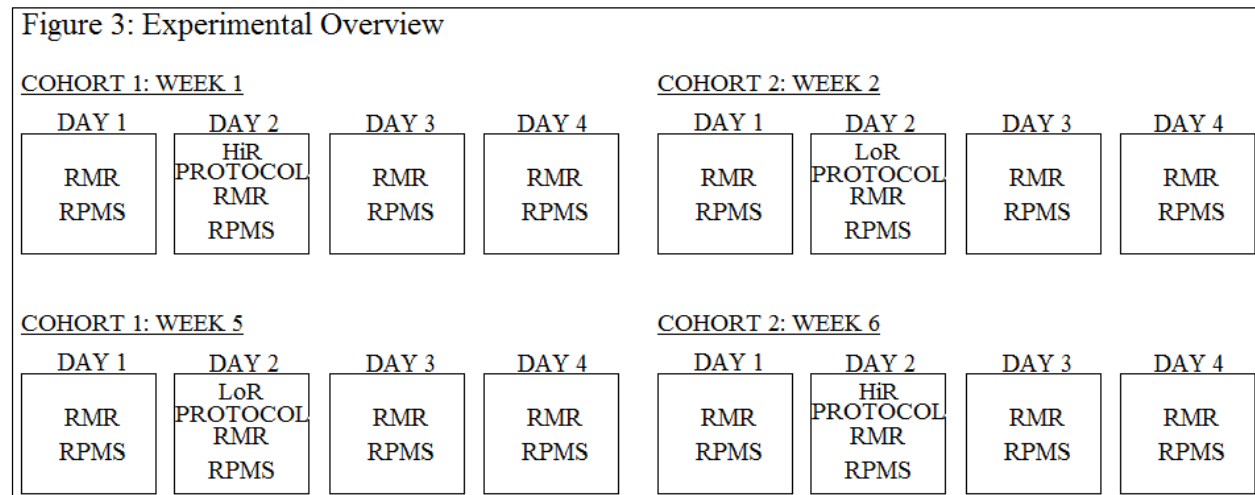 Figure 3: Experimental Overview
COHORT 1: WEEK 1
DAY 1
RMR
RPMS
DAY 2
HiR
PROTOCOL
RMR
RPMS
DAY 3
RMR
RPMS
DAY 4
RMR
RPMS
COHORT 2: WEEK 2
DAY 1
RMR
RPMS
DAY 2
LoR
PROTOCOL
RMR
RPMS
DAY 3
RMR
RPMS
DAY 4
RMR
RPMS
COHORT 1: WEEK 5
DAY 1
RMR
RPMS
DAY 2
LoR
PROTOCOL
RMR
RPMS
DAY 3
RMR
RPMS
DAY 4
RMR
RPMS
COHORT 2: WEEK 6
DAY 1
RMR
RPMS
DAY 2
HiR
PROTOCOL
RMR
RPMS
DAY 3
RMR
RPMS
DAY 4
RMR
RPMS